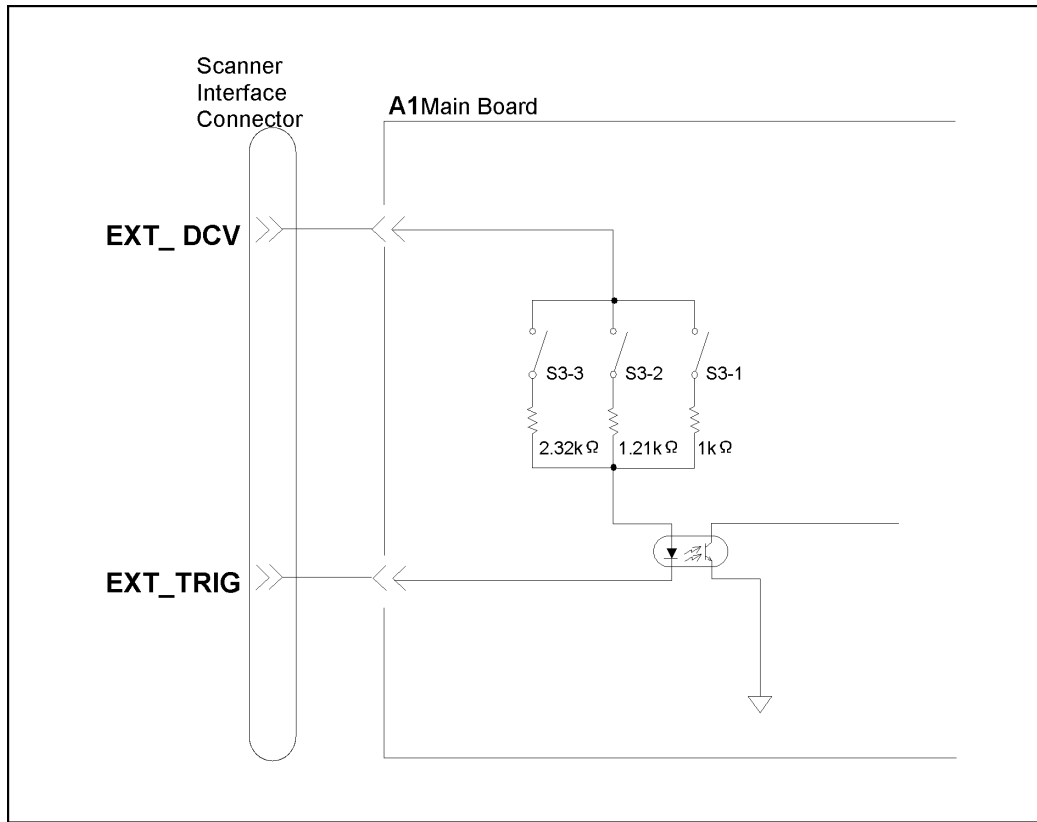 Scanner
Interface
Connector
A1Main Board
EXT_ DCV
S3-3 S3-2 S3-1
2.32kΩ 1.21kΩ 1kΩ
EXT_TRIG